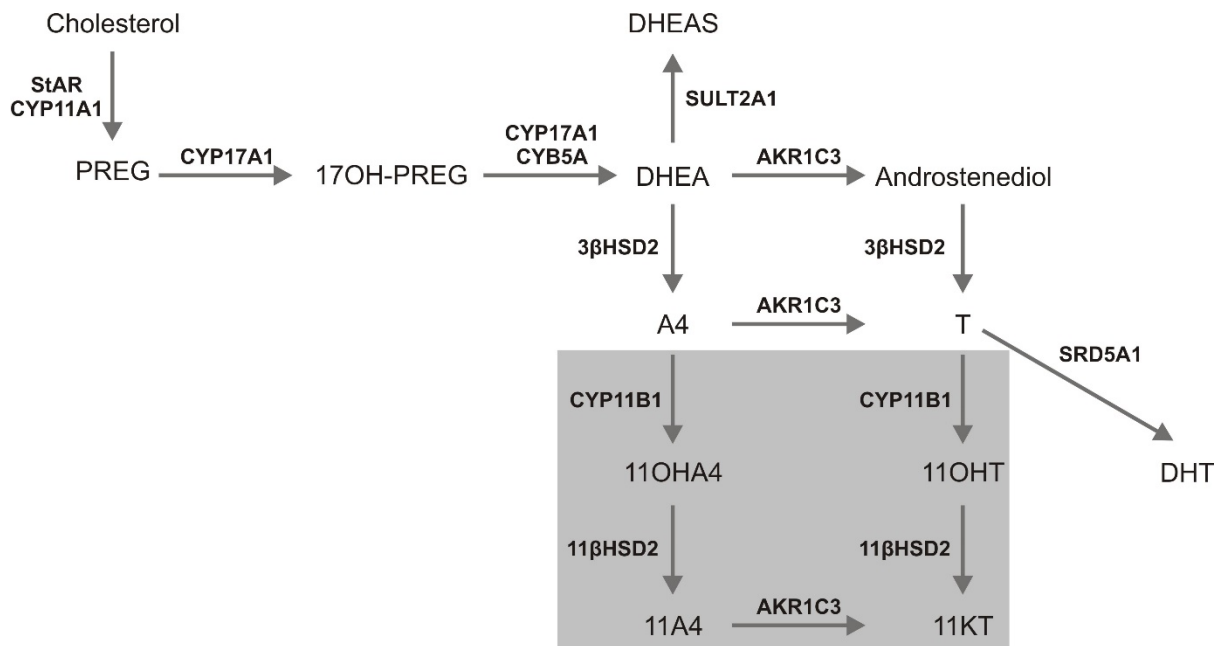 Cholesterol
DHEAS
StAR
CYP11A1
SULT2A1
CYP17A1
CYP17A1
CYB5A
AKR1C3
PREG
17OH-PREG
DHEA
Androstenediol
3βHSD2
3βHSD2
A4
AKR1C3
T
SRD5A1
CYP11B1
CYP11B1
11OHA4
11OHT
DHT
11βHSD2
11βHSD2
AKR1C3
11A4
11KT